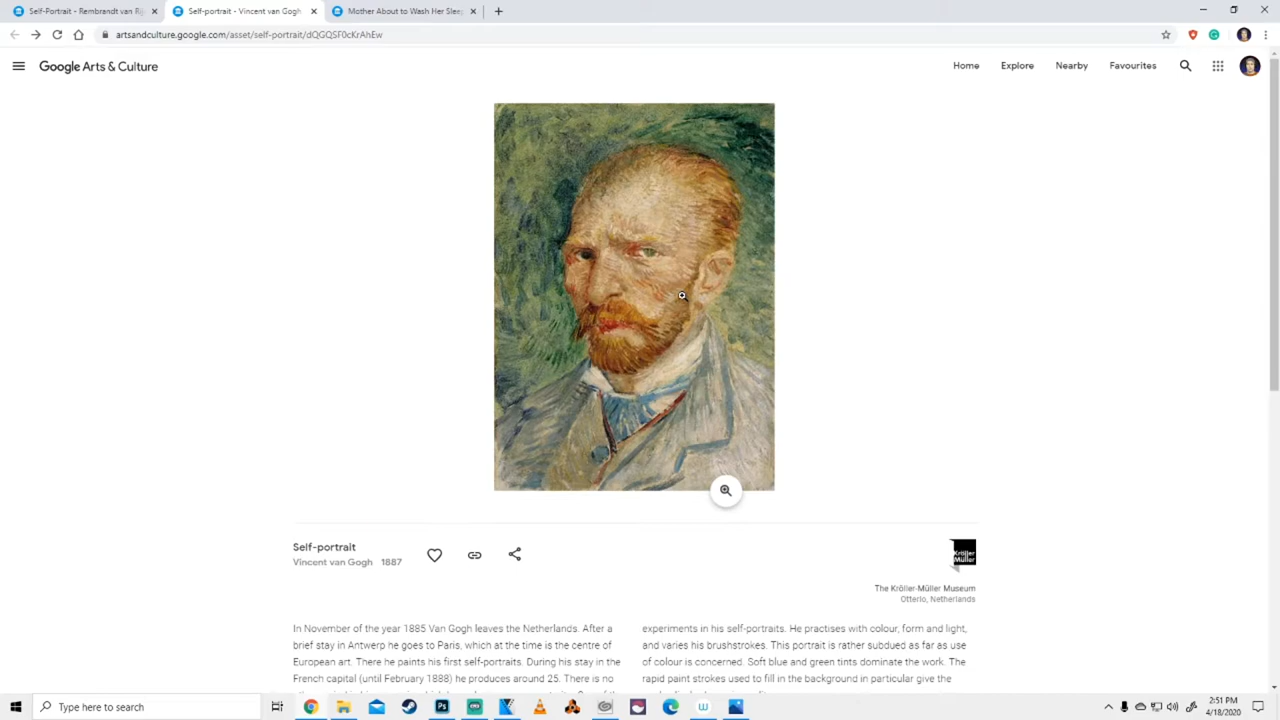 Self-Portrait - Rembrandt van Rij
Self-portrait - Vincent van Gogh
Mother About to Wash Her Slee
artsandculture.google.com/asset/self-portrait/dQGQSF0cKrAhEw
Google Arts & Culture
Home
Explore
Nearby
Favourites
Self-portrait
Vincent van Gogh 1887
Kröller
Müller
The Kröller-Müller Museum
Otterlo, Netherlands
In November of the year 1885 Van Gogh leaves the Netherlands. After a
brief stay in Antwerp he goes to Paris, which at the time is the centre of
European art. There he paints his first self-portraits. During his stay in the
French capital (until February 1888) he produces around 25. There is no
experiments in his self-portraits. He practises with colour, form and light,
and varies his brushstrokes. This portrait is rather subdued as far as use
of colour is concerned. Soft blue and green tints dominate the work. The
rapid paint strokes used to fill in the background in particular give the
Type here to search
2:51 PM
4/18/2020